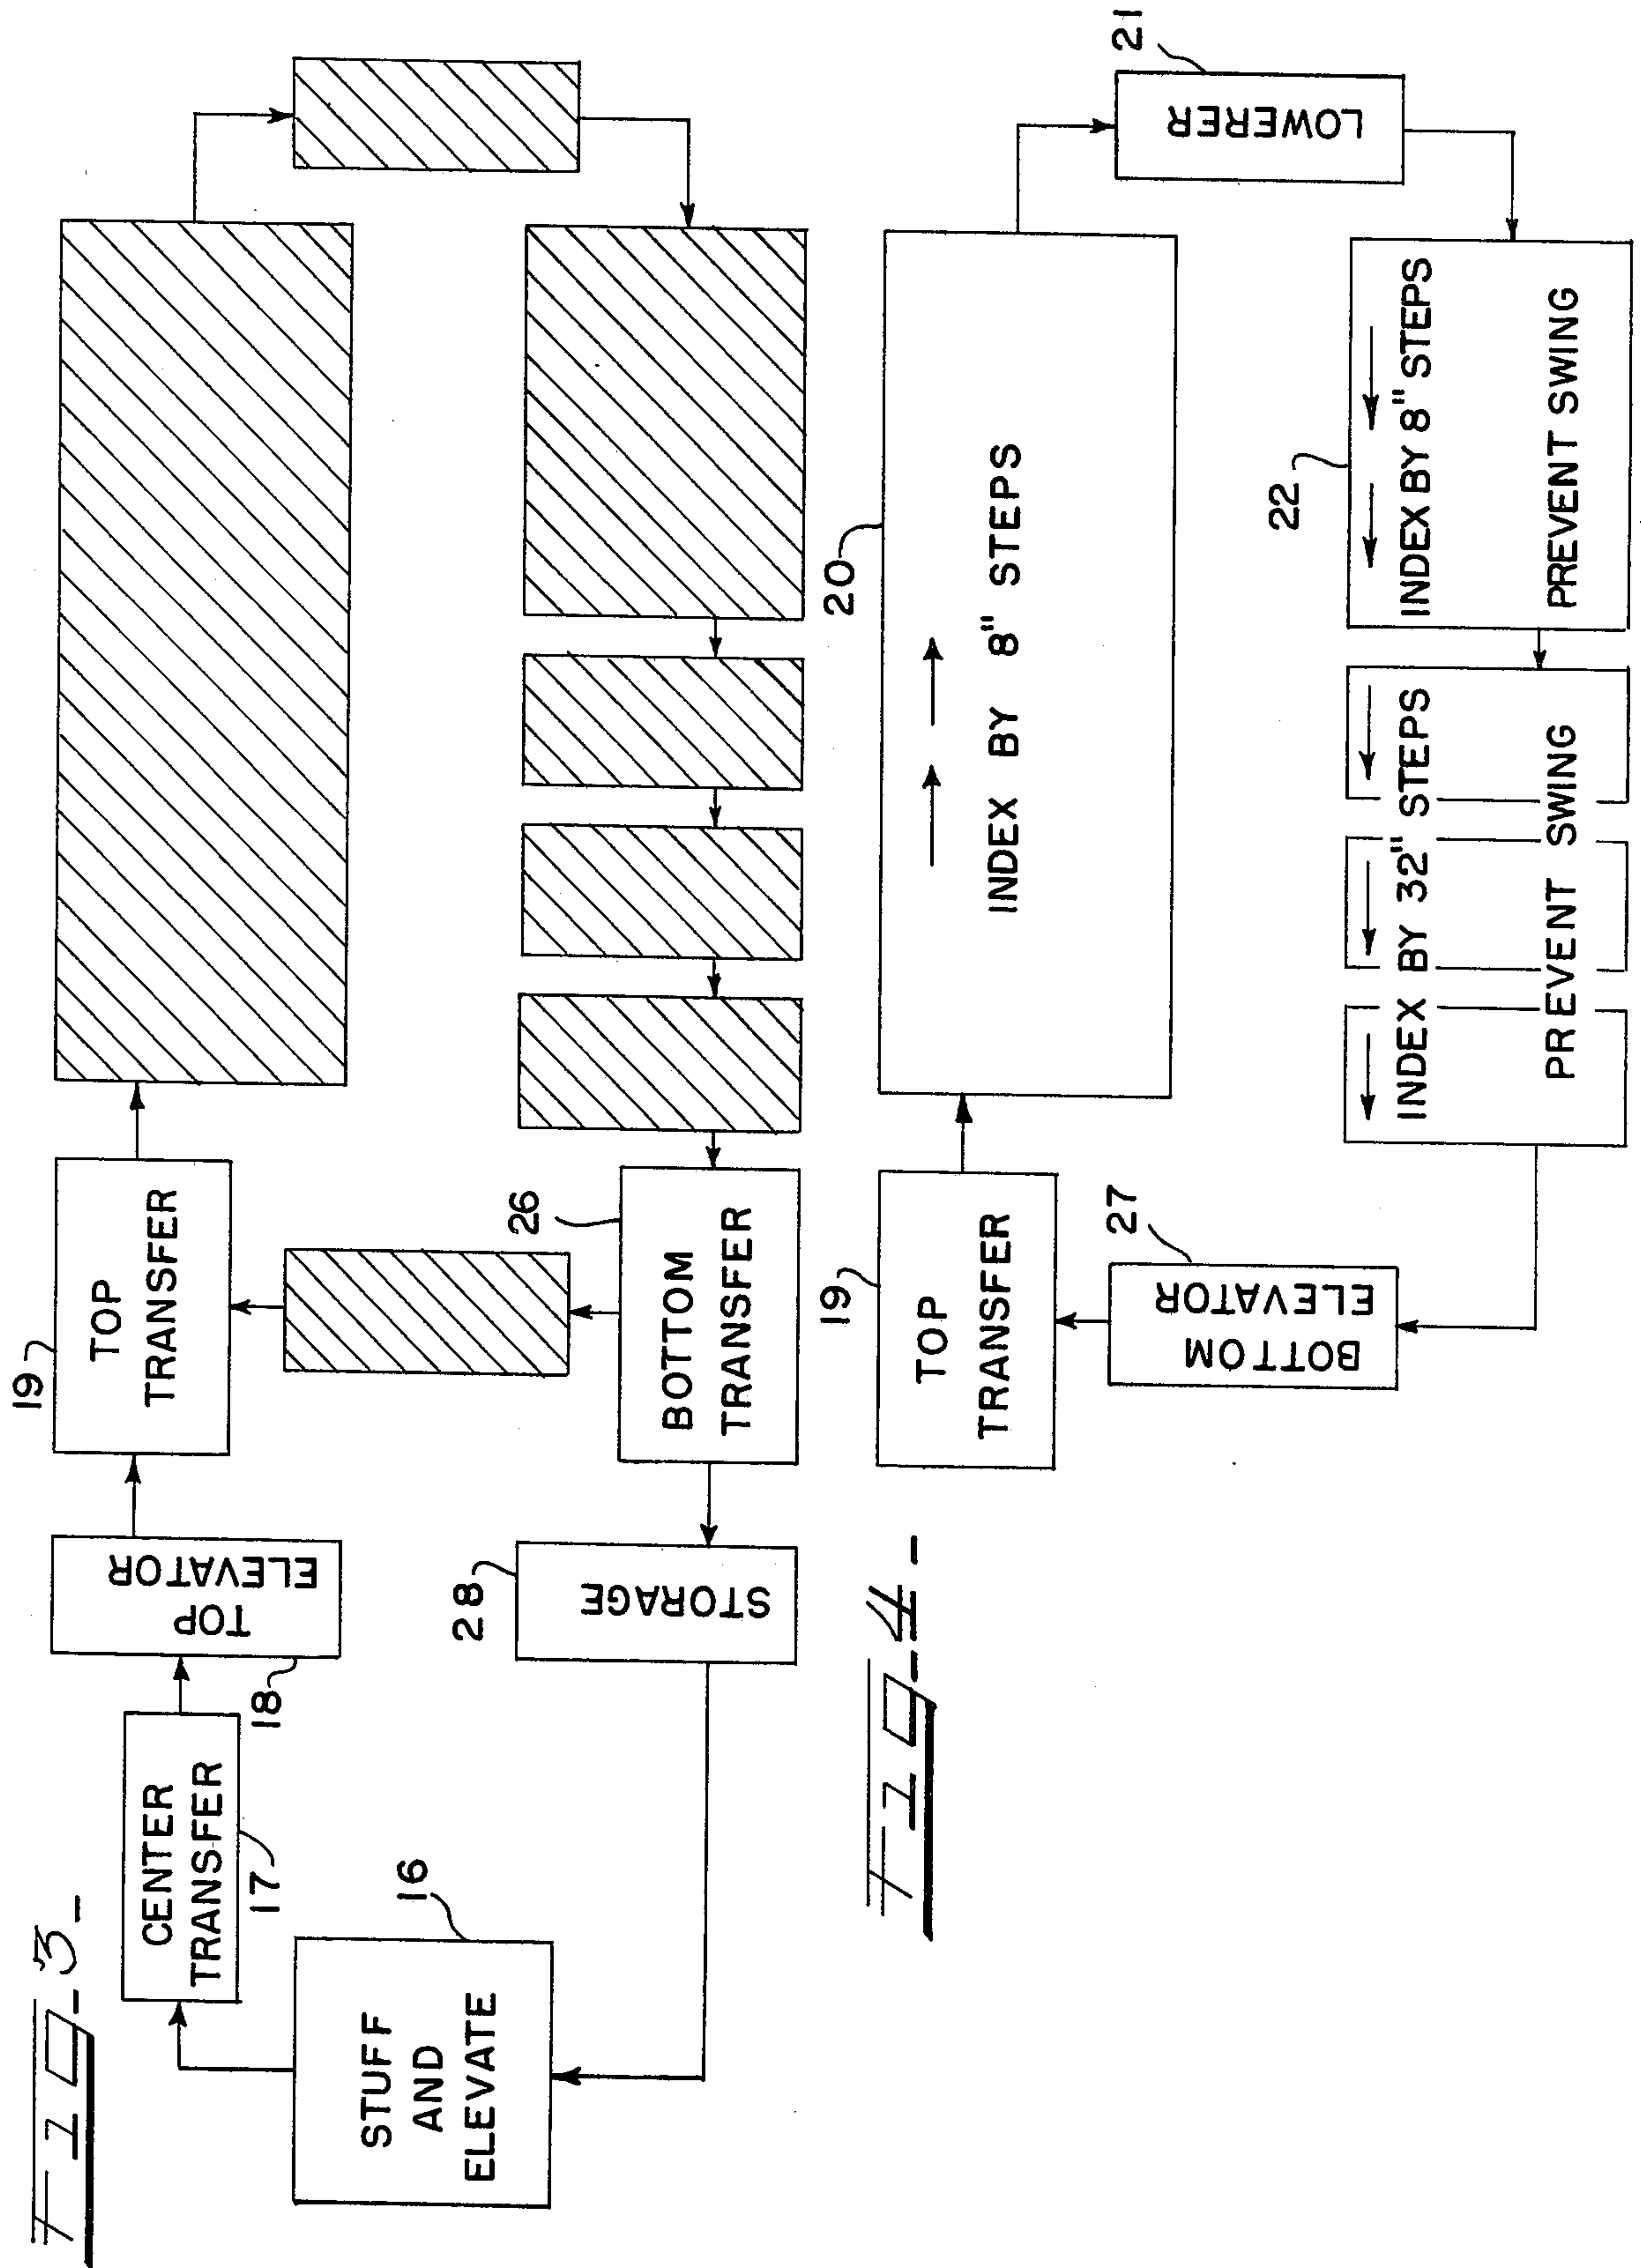 Fig-3-
STUFF
AND
ELEVATE
16
CENTER
TRANSFER
17
TOP
ELEVATOR
18
19
TOP
TRANSFER
26
BOTTOM
TRANSFER
28
STORAGE
Fig-4-
19
TOP
TRANSFER
20
INDEX BY 8" STEPS
21
LOWERER
22
INDEX BY 8" STEPS
PREVENT SWING
INDEX BY 32" STEPS
PREVENT SWING
27
BOTTOM
ELEVATOR